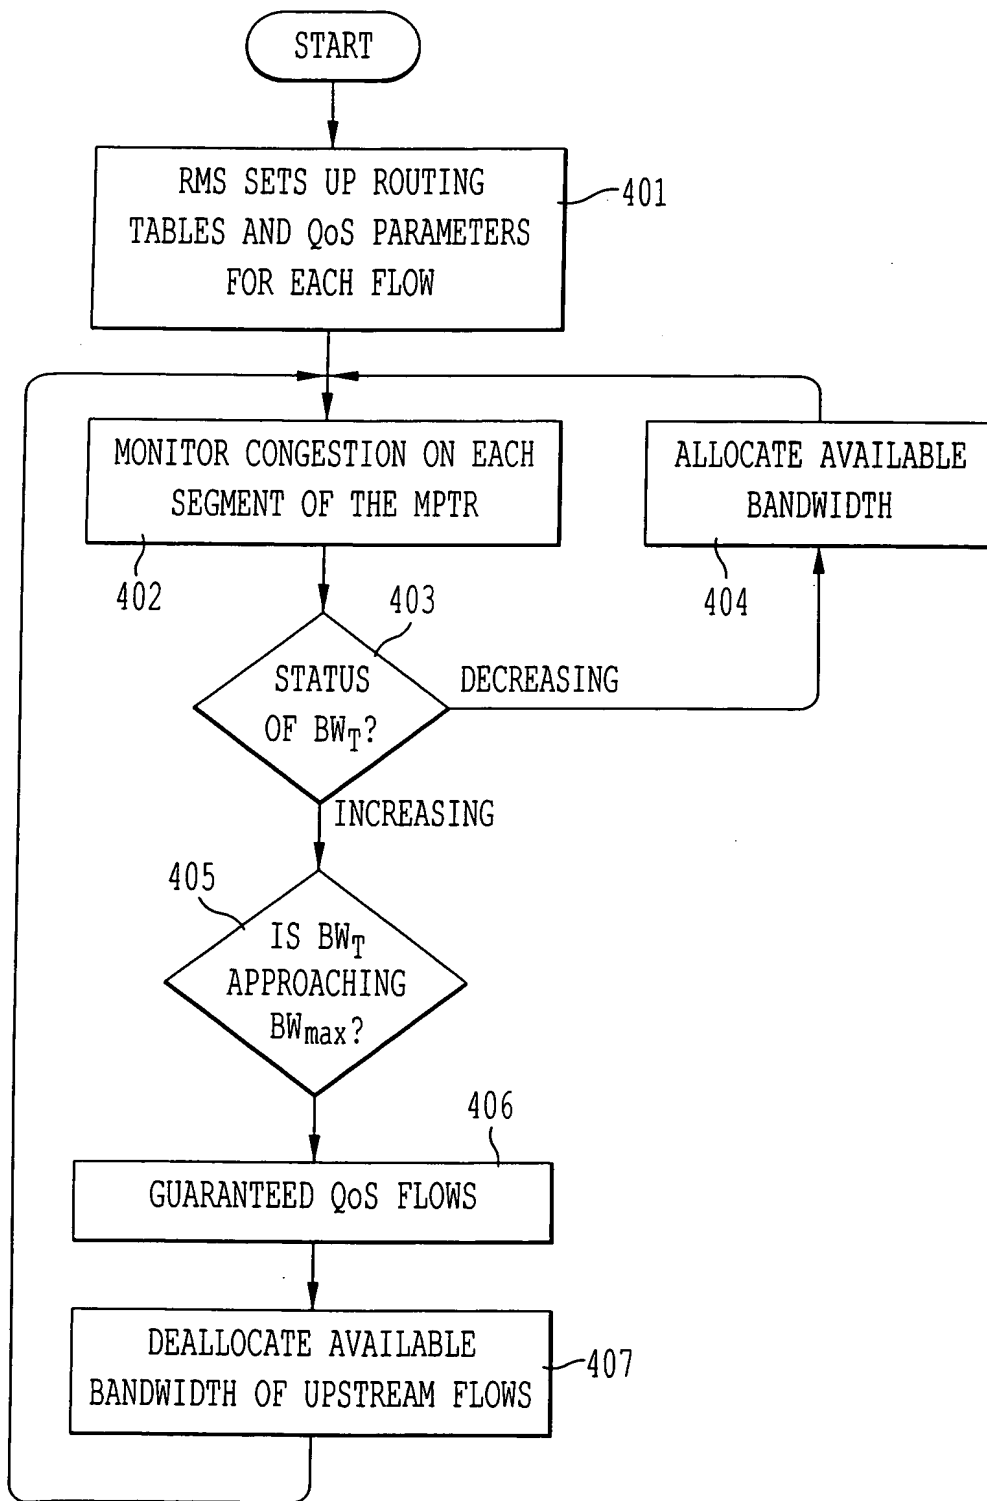 START
RMS SETS UP ROUTING
TABLES AND QoS PARAMETERS
FOR EACH FLOW
401
MONITOR CONGESTION ON EACH
SEGMENT OF THE MPTR
402
ALLOCATE AVAILABLE
BANDWIDTH
404
403
STATUS
OF BWT?
DECREASING
INCREASING
405
IS BWT
APPROACHING
BWmax?
406
GUARANTEED QoS FLOWS
DEALLOCATE AVAILABLE
BANDWIDTH OF UPSTREAM FLOWS
407